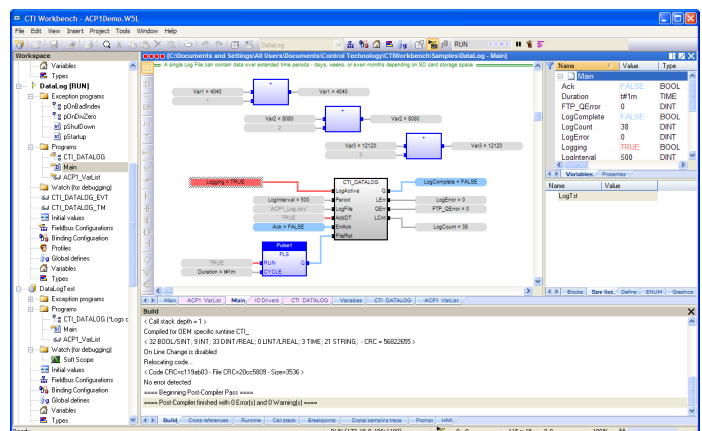 CTI Workbench - ACP1Demo.W5L
File Edit View Insert Project Tools Window Help
DataLog
RUN
Workspace
[C:\Documents and Settings\All Users\Documents\Control Technology\CTIWorkbench\Samples\DataLog - Main]
Variables
Types
DataLog [RUN]
Exception programs
pOnBadIndex
pOnDivZero
pShutDown
pStartup
Programs
CTI_DATALOG
Main
ACP1_VarList
Watch (for debugging)
CTI_DATALOG_EVT
CTI_DATALOG_TM
Initial values
Fieldbus Configurations
Binding Configuration
Profiles
Global defines
Variables
Types
DataLogTest
Exception programs
Programs
CTI_DATALOG (*Logs c
Main
ACP1_VarList
Watch (for debugging)
Soft Scope
Initial values
Fieldbus Configurations
Binding Configuration
Global defines
Variables
Types
A single Log File can contain data over extended time periods - days, weeks, or even months depending on SD card storage space
Var1 = 4040
1
+
Var1 = 4040
Var2 = 8080
2
+
Var2 = 8080
Var3 = 12120
3
+
Var3 = 12120
Logging = TRUE
LogInterval = 500
'ACP1_Log.csv'
TRUE
Ack = FALSE
CTI_DATALOG
LogActive Q
Period LEr
LogFile QEr
AddDT LCnt
ErrAck
FileRst
LogComplete = FALSE
LogError = 0
FTP_QError = 0
LogCount = 38
Pulse1
PLS
RUN Q
CYCLE
TRUE
Duration = t#1m
Main ACP1_VarList Main IO Drivers CTI_DATALOG Variables CTI_DATALOG ACP1_VarList
Name Value Type
Main
Ack FALSE BOOL
Duration t#1m TIME
FTP_QError 0 DINT
LogComplete FALSE BOOL
LogCount 38 DINT
LogError 0 DINT
Logging TRUE BOOL
LogInterval 500 DINT
Variables Properties
Name Value
LogTst
Blocks Spy list Define ENUM Graphics
Build
< Call stack depth = 1 >
Compiled for OEM specific runtime CTI_
< 32 BOOL/SINT; 9 INT; 33 DINT/REAL; 0 LINT/LREAL; 3 TIME; 21 STRING; - CRC = 56822655 >
On Line Change is disabled
Relocating code...
< Code CRC=c119ab03 - File CRC=20cc5809 - Size=3536 >
No error detected
==== Beginning Post-Compiler Pass ====
==== Post-Compiler finished with 0 Error(s) and 0 Warning(s) ====
Build Cross references Runtime Call stack Breakpoints Digital sampling trace Prompt HMI